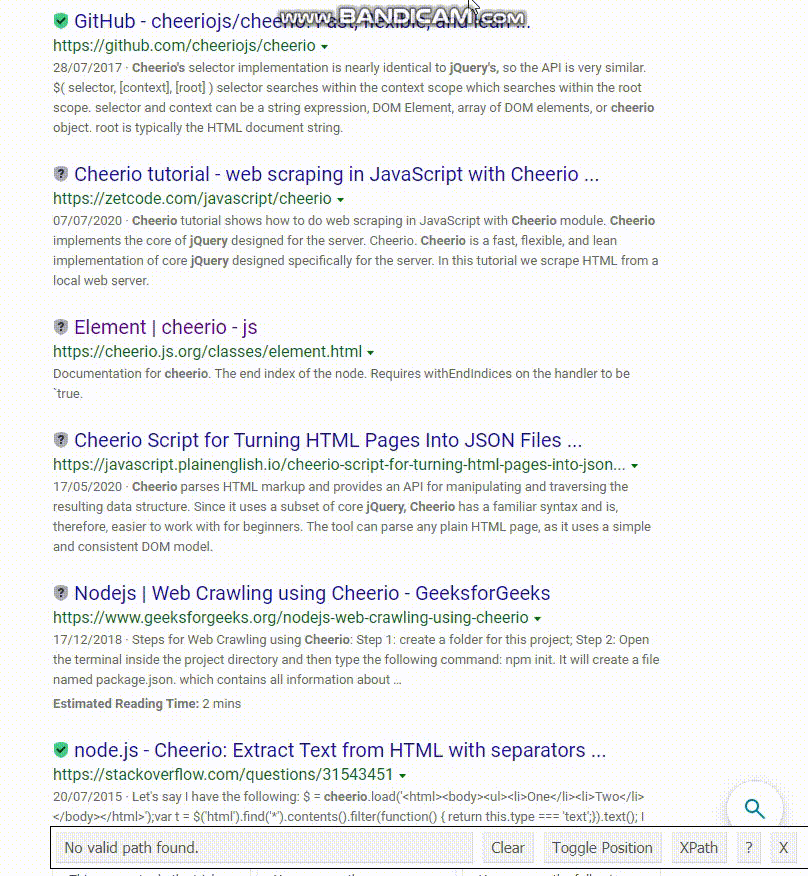 GitHub - cheeriojs/cheerio: Fast, flexible, and lean ...
www.BANDICAM.com
https://github.com/cheeriojs/cheerio
28/07/2017 · Cheerio's selector implementation is nearly identical to jQuery's, so the API is very similar.
$( selector, [context], [root] ) selector searches within the context scope which searches within the root
scope. selector and context can be a string expression, DOM Element, array of DOM elements, or cheerio
object. root is typically the HTML document string.
Cheerio tutorial - web scraping in JavaScript with Cheerio ...
https://zetcode.com/javascript/cheerio
07/07/2020 · Cheerio tutorial shows how to do web scraping in JavaScript with Cheerio module. Cheerio
implements the core of jQuery designed for the server. Cheerio. Cheerio is a fast, flexible, and lean
implementation of core jQuery designed specifically for the server. In this tutorial we scrape HTML from a
local web server.
Element | cheerio - js
https://cheerio.js.org/classes/element.html
Documentation for cheerio. The end index of the node. Requires withEndIndices on the handler to be
`true.
Cheerio Script for Turning HTML Pages Into JSON Files ...
https://javascript.plainenglish.io/cheerio-script-for-turning-html-pages-into-json...
17/05/2020 · Cheerio parses HTML markup and provides an API for manipulating and traversing the
resulting data structure. Since it uses a subset of core jQuery, Cheerio has a familiar syntax and is,
therefore, easier to work with for beginners. The tool can parse any plain HTML page, as it uses a simple
and consistent DOM model.
Nodejs | Web Crawling using Cheerio - GeeksforGeeks
https://www.geeksforgeeks.org/nodejs-web-crawling-using-cheerio
17/12/2018 · Steps for Web Crawling using Cheerio: Step 1: create a folder for this project; Step 2: Open
the terminal inside the project directory and then type the following command: npm init. It will create a file
named package.json. which contains all information about ...
Estimated Reading Time: 2 mins
node.js - Cheerio: Extract Text from HTML with separators ...
https://stackoverflow.com/questions/31543451
20/07/2015 · Let's say I have the following: $ = cheerio.load('<html><body><ul><li>One</li><li>Two</li>
</body></html>');var t = $('html').find('*').contents().filter(function() { return this.type === 'text';}).text(); I
No valid path found. Clear Toggle Position XPath ? X